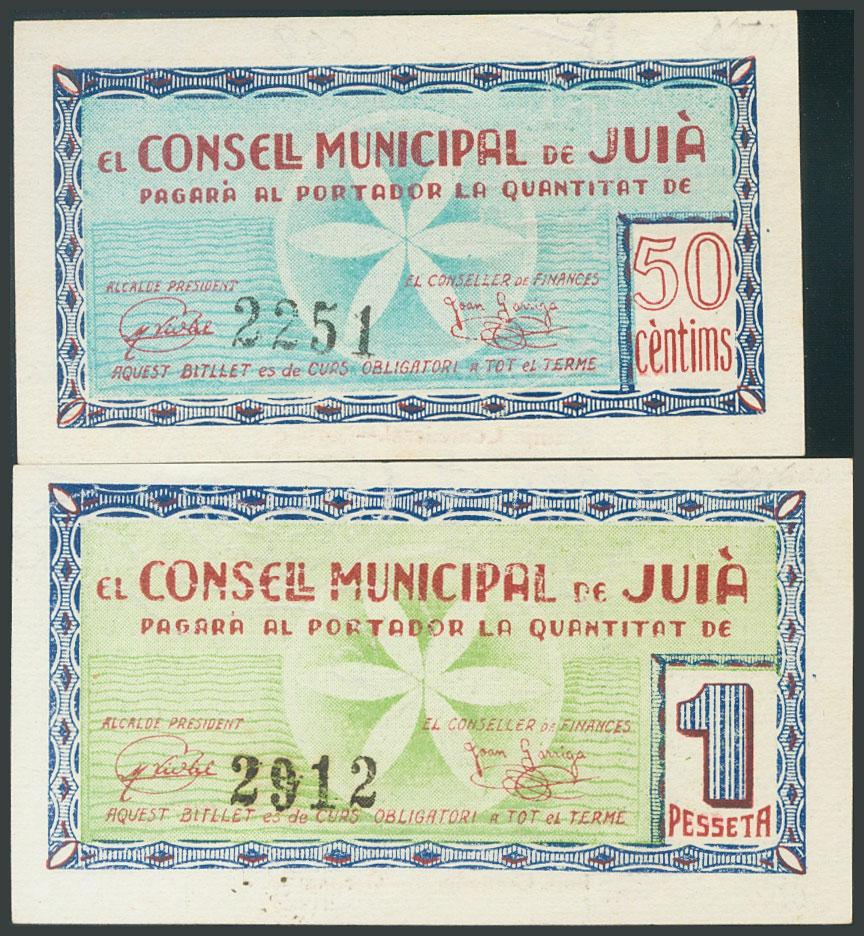 EL CONSELL MUNICIPAL DE JUIÀ
PAGARÀ AL PORTADOR LA QUANTITAT DE
50
cèntims
ALCALDE PRESIDENT
EL CONSELLER DE FINANCES
Joan Garriga
2251
AQUEST BITLLET es de CURS OBLIGATORI A TOT el TERME
EL CONSELL MUNICIPAL DE JUIÀ
PAGARÀ AL PORTADOR LA QUANTITAT DE
1
PESSETA
ALCALDE PRESIDENT
EL CONSELLER DE FINANCES
Joan Garriga
2912
AQUEST BITLLET es de CURS OBLIGATORI A TOT el TERME